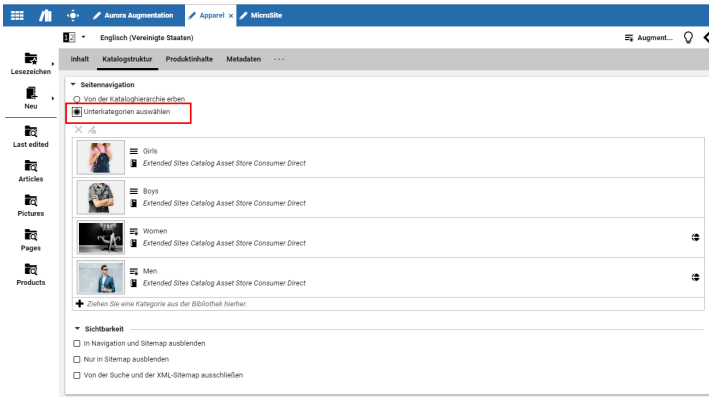 Aurora Augmentation
Apparel ×
MicroSite
Englisch (Vereinigte Staaten)
Augment...
Lesezeichen
Neu
Last edited
Articles
Pictures
Pages
Products
Inhalt Katalogstruktur Produktinhalte Metadaten ...
Seitennavigation
Von der Kataloghierarchie erben
Unterkategorien auswählen
Girls
Extended Sites Catalog Asset Store Consumer Direct
Boys
Extended Sites Catalog Asset Store Consumer Direct
Women
Extended Sites Catalog Asset Store Consumer Direct
Men
Extended Sites Catalog Asset Store Consumer Direct
Ziehen Sie eine Kategorie aus der Bibliothek hierher.
Sichtbarkeit
In Navigation und Sitemap ausblenden
Nur in Sitemap ausblenden
Von der Suche und der XML-Sitemap ausschließen